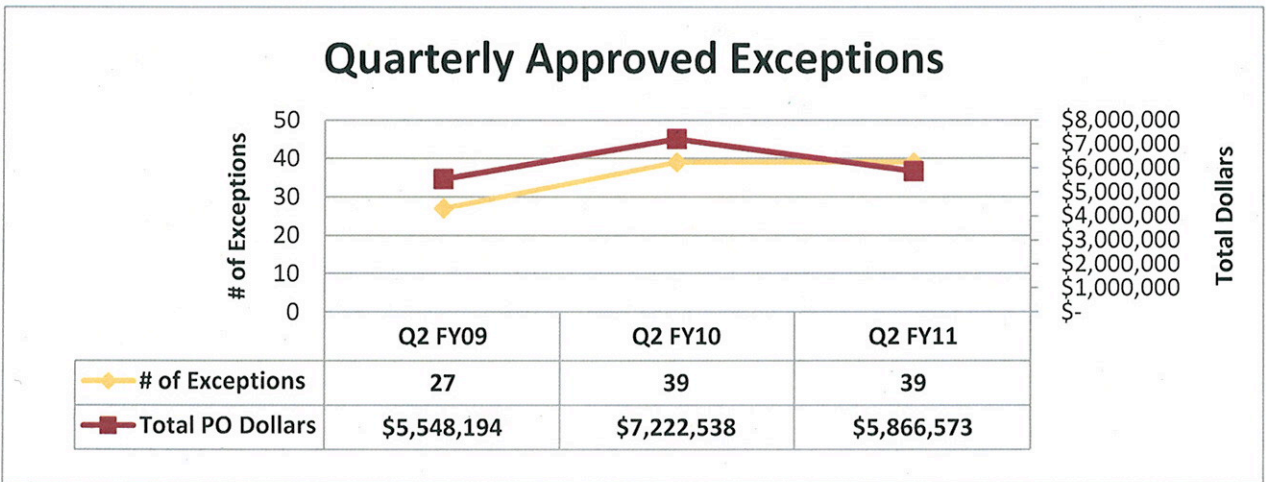 Quarterly Approved Exceptions
# of Exceptions
50
40
30
20
10
0
$8,000,000
$7,000,000
$6,000,000
$5,000,000
$4,000,000
$3,000,000
$2,000,000
$1,000,000
$-
Total Dollars
Q2 FY09 Q2 FY10 Q2 FY11
# of Exceptions 27 39 39
Total PO Dollars $5,548,194 $7,222,538 $5,866,573